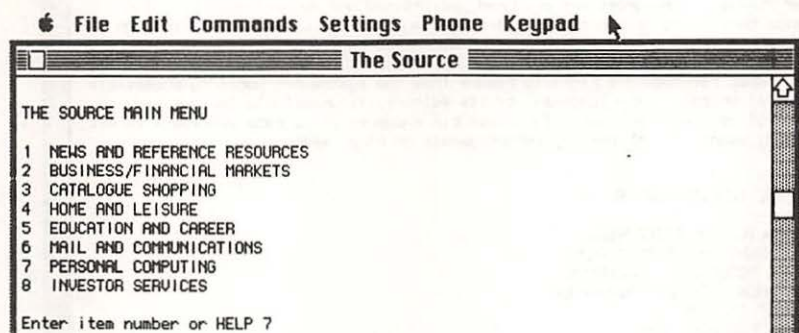 File Edit Commands Settings Phone Keypad
The Source
THE SOURCE MAIN MENU
1 NEWS AND REFERENCE RESOURCES
2 BUSINESS/FINANCIAL MARKETS
3 CATALOGUE SHOPPING
4 HOME AND LEISURE
5 EDUCATION AND CAREER
6 MAIL AND COMMUNICATIONS
7 PERSONAL COMPUTING
8 INVESTOR SERVICES
Enter item number or HELP 7